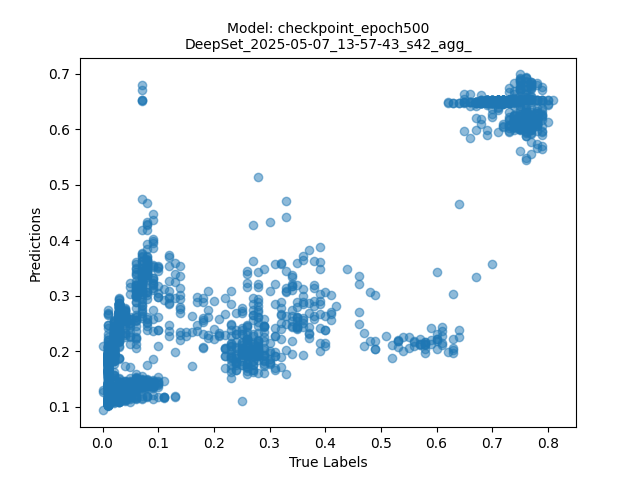 Model: checkpoint_epoch500
DeepSet_2025-05-07_13-57-43_s42_agg_
0.7
0.6
0.5
0.4
0.3
0.2
0.1
Predictions
0.0 0.1 0.2 0.3 0.4 0.5 0.6 0.7 0.8
True Labels